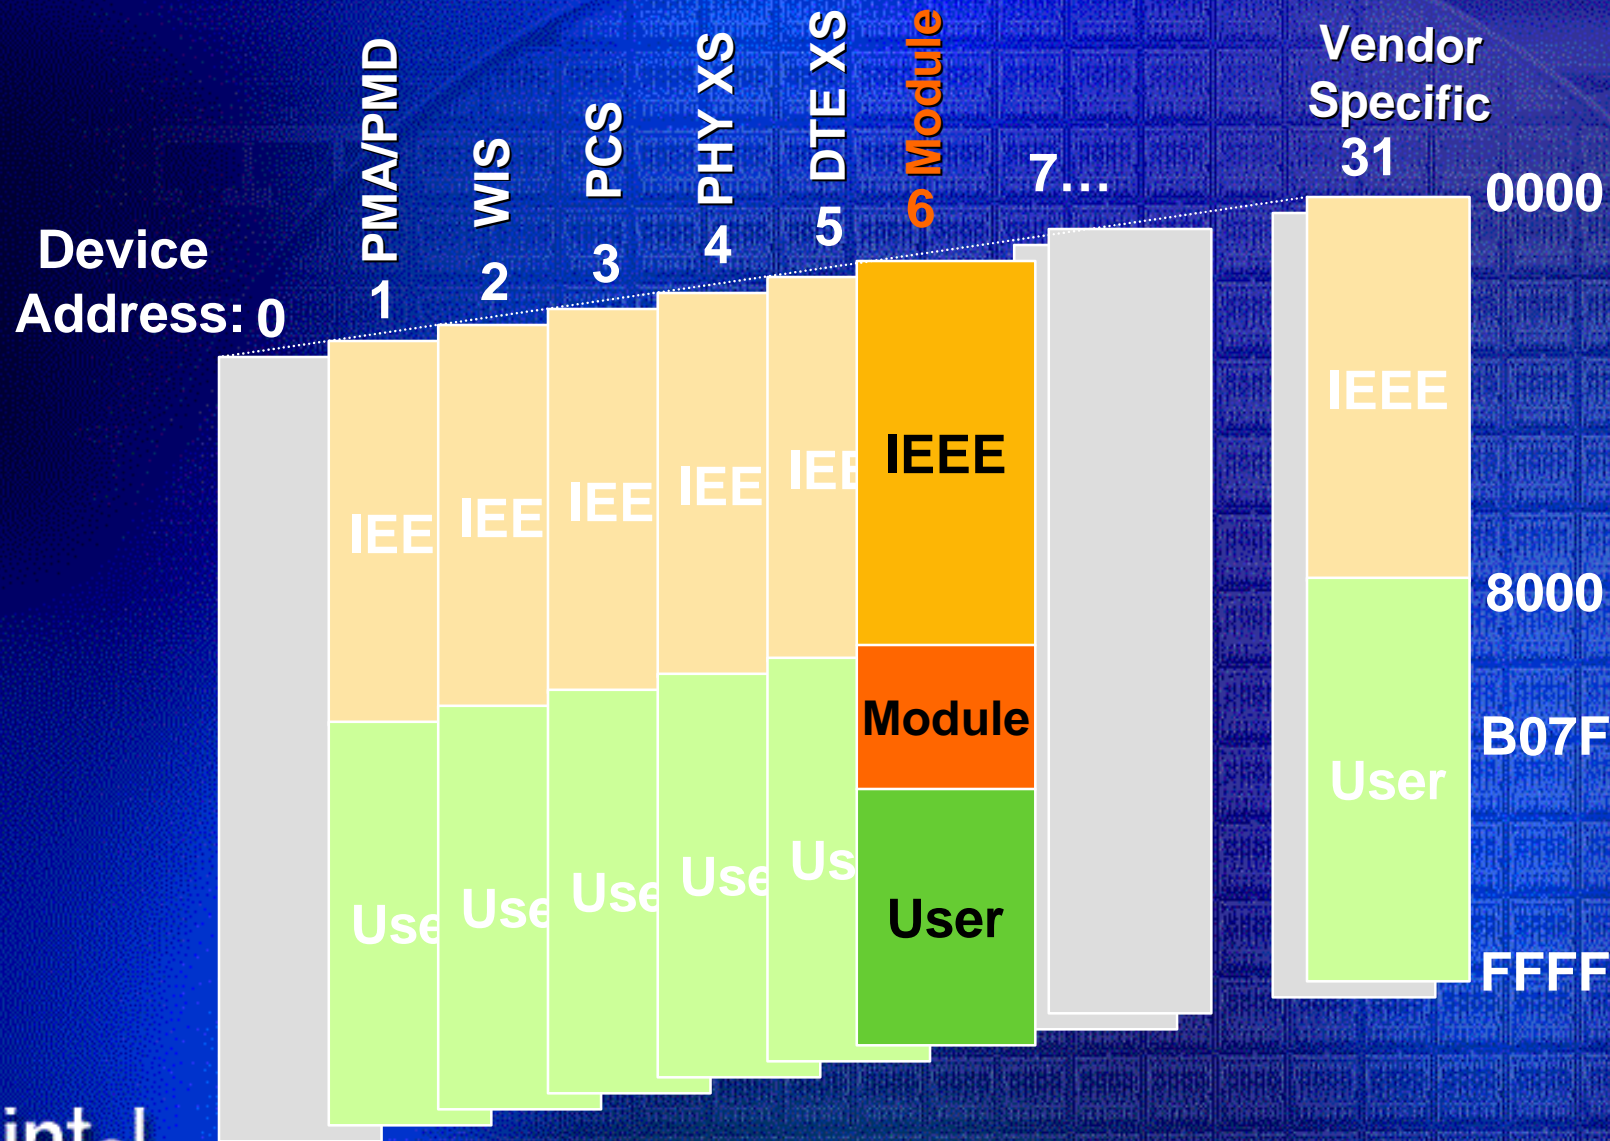 Device
Address: 0
1 PMA/PMD
2 WIS
3 PCS
4 PHY XS
5 DTE XS
6 Module
7...
Vendor
Specific
31
0000
8000
B07F
FFFF
IEE
IEE
IEE
IEE
IEE
IEEE
IEEE
Module
Use
Use
Use
Use
Us
User
User